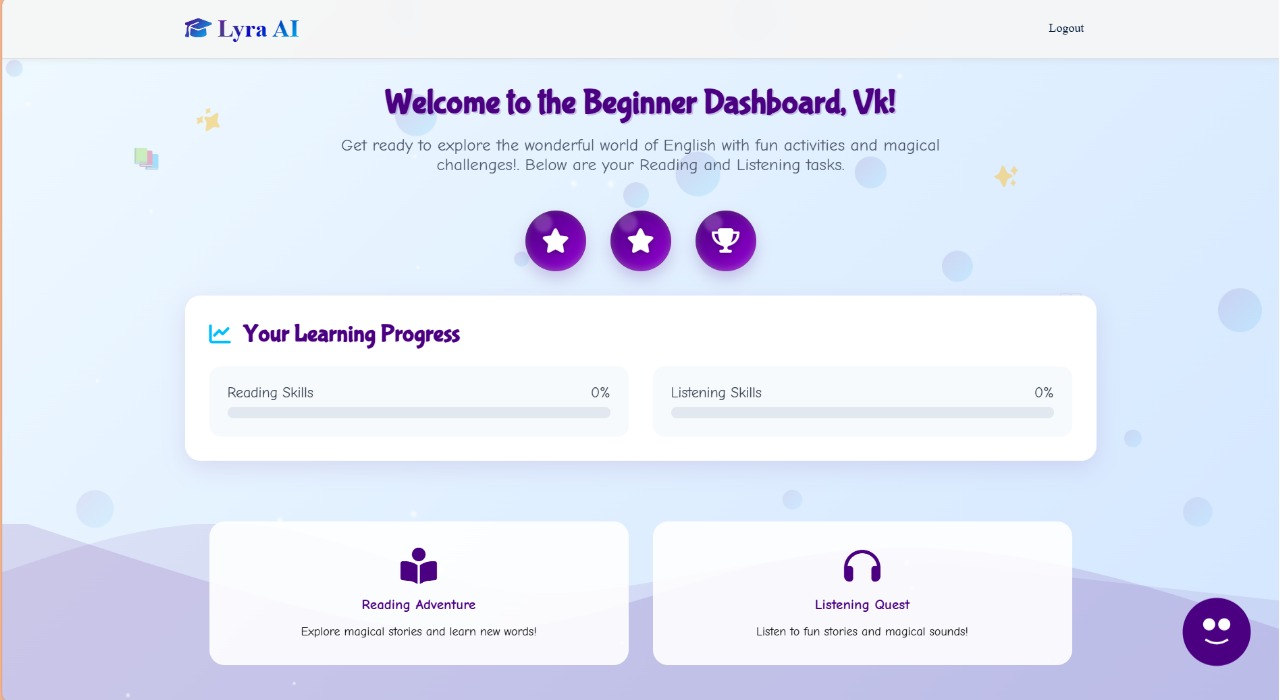 Lyra AI
Logout
Welcome to the Beginner Dashboard, Vk!
Get ready to explore the wonderful world of English with fun activities and magical
challenges!. Below are your Reading and Listening tasks.
Your Learning Progress
Reading Skills 0%
Listening Skills 0%
Reading Adventure
Explore magical stories and learn new words!
Listening Quest
Listen to fun stories and magical sounds!